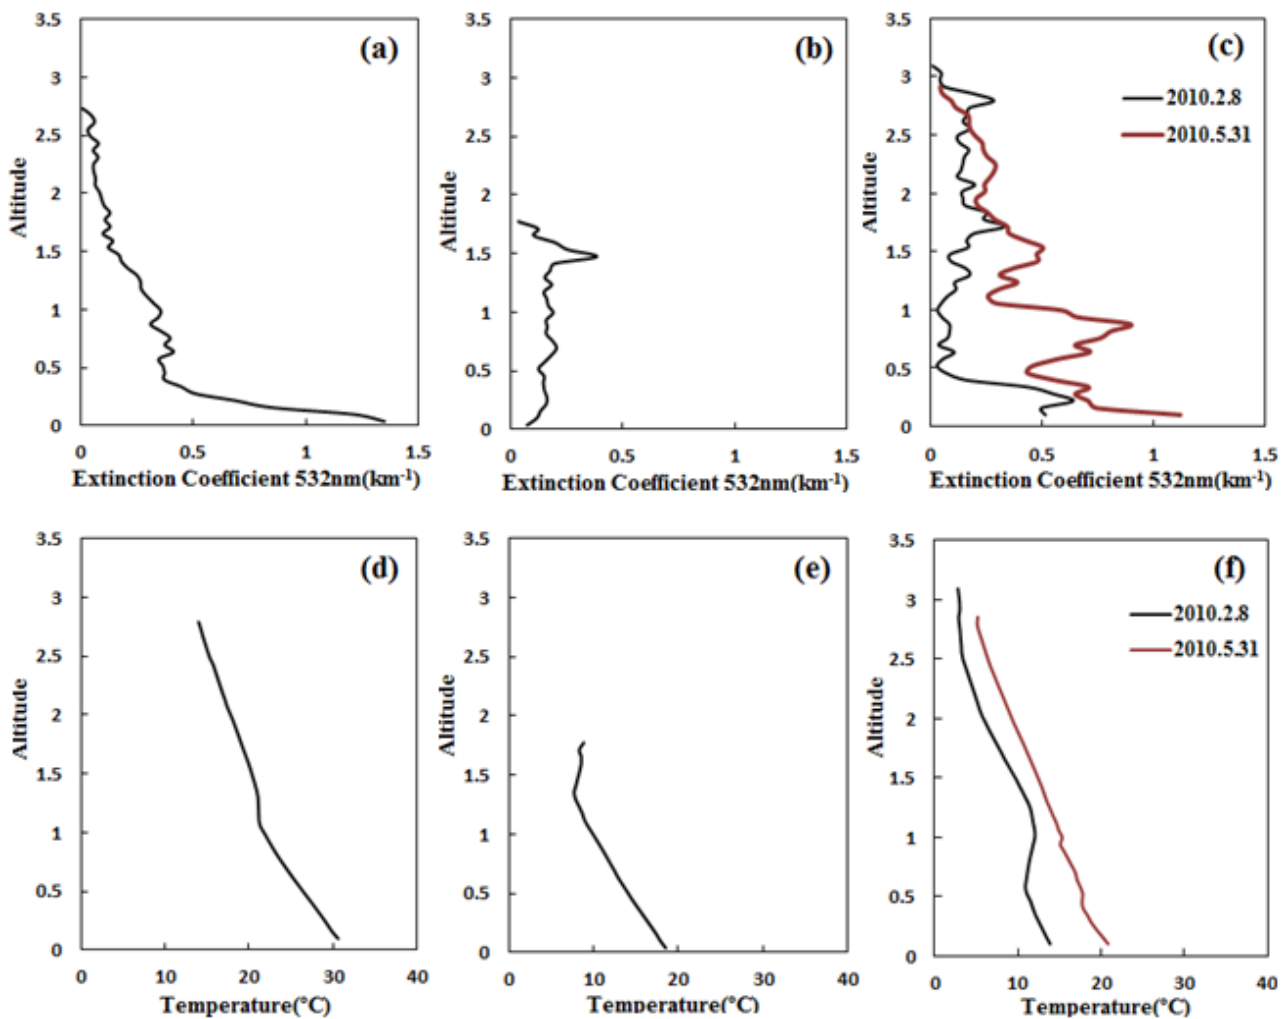 (a)
3.5
3
2.5
2
1.5
1
0.5
0
Altitude
0 0.5 1 1.5
Extinction Coefficient 532nm(km⁻¹)
(b)
3.5
3
2.5
2
1.5
1
0.5
0
Altitude
0 0.5 1 1.5
Extinction Coefficient 532nm(km⁻¹)
(c)
2010.2.8
2010.5.31
3.5
3
2.5
2
1.5
1
0.5
0
Altitude
0 0.5 1 1.5
Extinction Coefficient 532nm(km⁻¹)
(d)
3.5
3
2.5
2
1.5
1
0.5
0
Altitude
0 10 20 30 40
Temperature(°C)
(e)
3.5
3
2.5
2
1.5
1
0.5
0
Altitude
0 10 20 30 40
Temperature(°C)
(f)
2010.2.8
2010.5.31
3.5
3
2.5
2
1.5
1
0.5
0
Altitude
0 10 20 30 40
Temperature(°C)